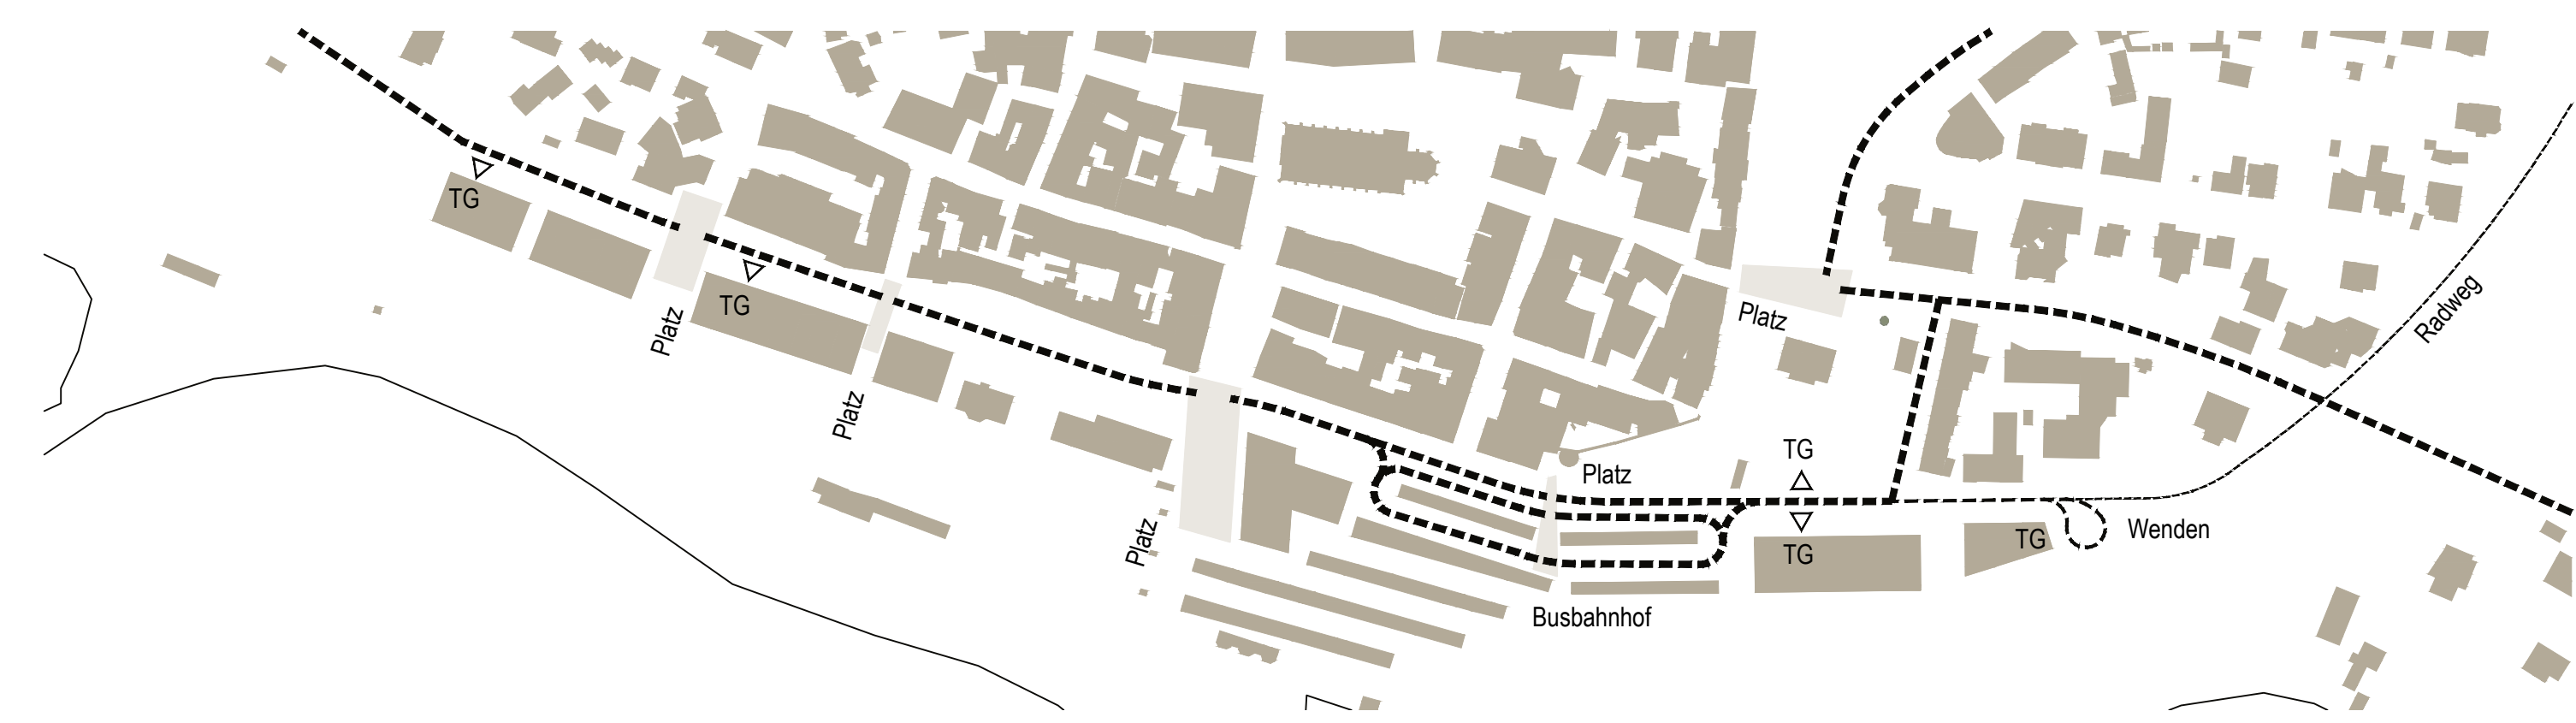 TG
TG
Platz
Platz
Platz
Platz
TG
Platz
TG
TG
Wenden
Busbahnhof
Radweg